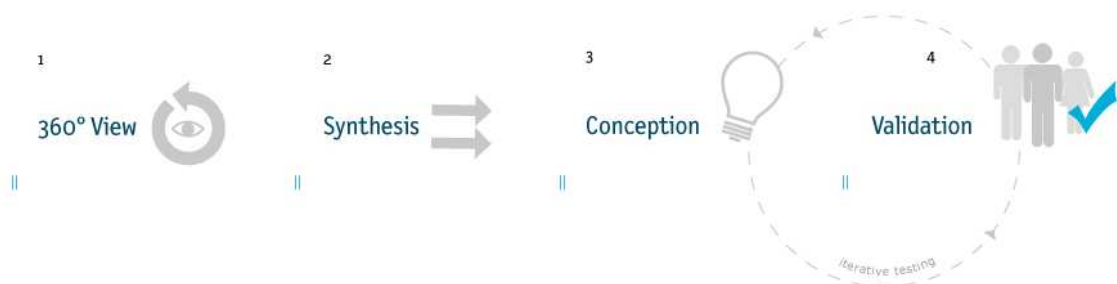 1
360° View
2
Synthesis
3
Conception
4
Validation
iterative testing